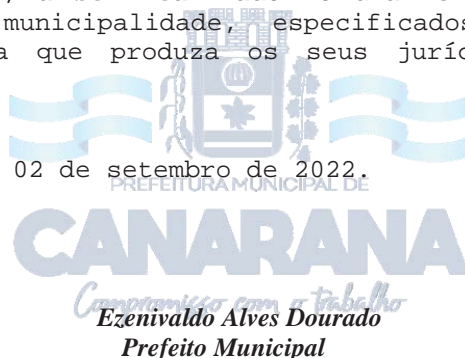 municipalidade, especificados
que produza os seus juríd
02 de setembro de 2022.
PREFEITURA MUNICIPAL DE
CANARANA
Compromisso com o trabalho
Ezenivaldo Alves Dourado
Prefeito Municipal